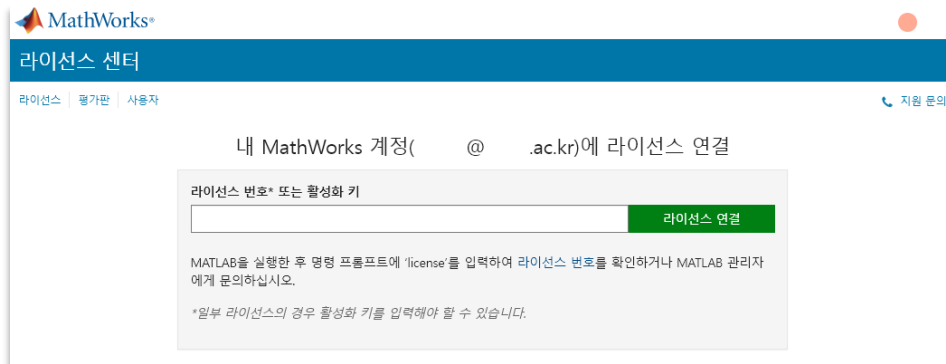 MathWorks®
라이선스 센터
라이선스 평가판 사용자
지원 문의
내 MathWorks 계정( @ .ac.kr)에 라이선스 연결
라이선스 번호* 또는 활성화 키
라이선스 연결
MATLAB을 실행한 후 명령 프롬프트에 'license'를 입력하여 라이선스 번호를 확인하거나 MATLAB 관리자
에게 문의하십시오.
*일부 라이선스의 경우 활성화 키를 입력해야 할 수 있습니다.